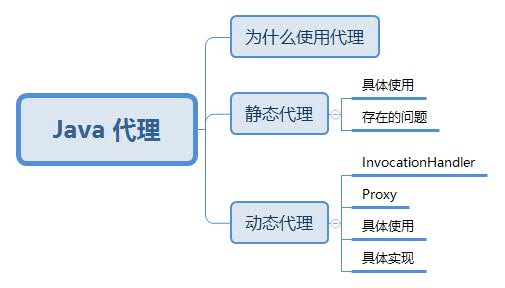 Java 代理
为什么使用代理
静态代理
具体使用
存在的问题
动态代理
InvocationHandler
Proxy
具体使用
具体实现